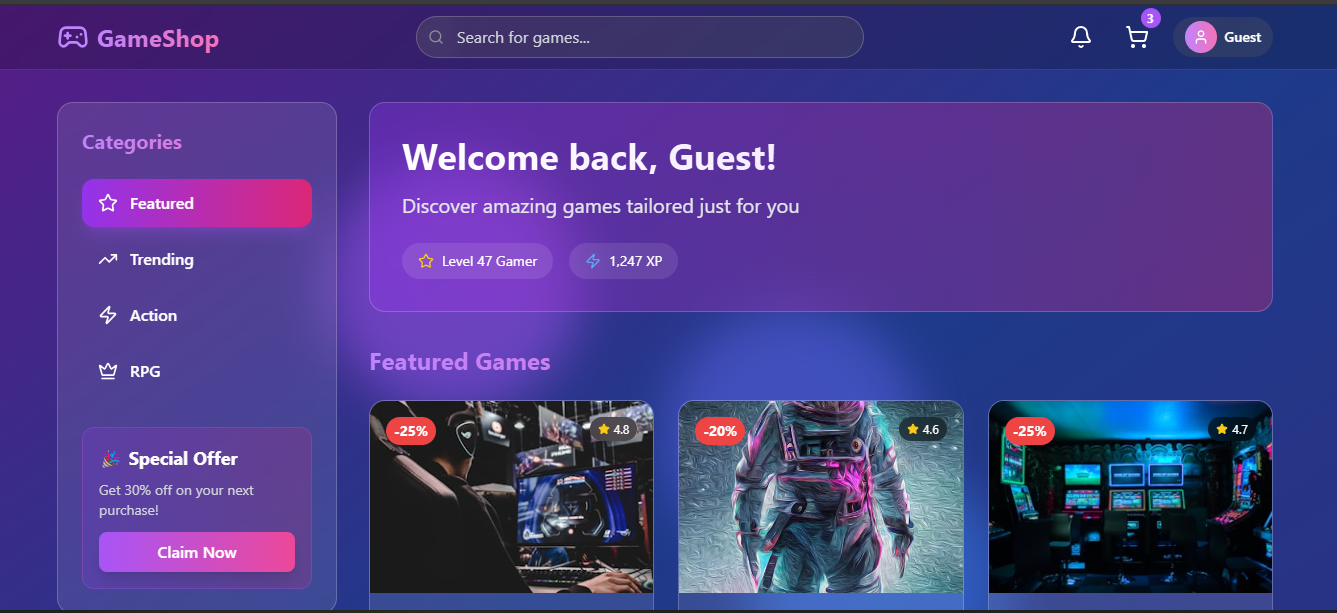 GameShop
Search for games...
3
Guest
Categories
Featured
Trending
Action
RPG
Special Offer
Get 30% off on your next
purchase!
Claim Now
Welcome back, Guest!
Discover amazing games tailored just for you
Level 47 Gamer
1,247 XP
Featured Games
-25%
4.8
-20%
4.6
-25%
4.7